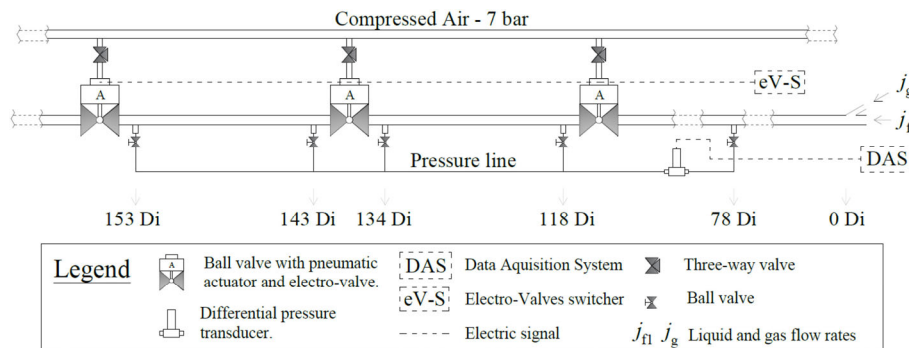 Compressed Air - 7 bar
A
A
A
eV-S
j_g
j_fl
Pressure line
DAS
153 Di
143 Di
134 Di
118 Di
78 Di
0 Di
Legend
A
Ball valve with pneumatic
actuator and electro-valve.
Differential pressure
transducer.
DAS
Data Aquisition System
eV-S
Electro-Valves switcher
Electric signal
Three-way valve
Ball valve
j_fl j_g Liquid and gas flow rates